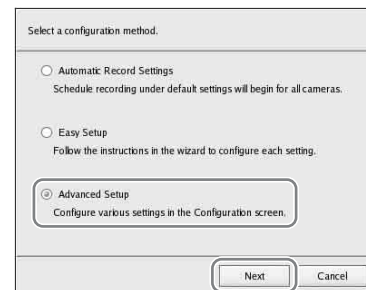 Select a configuration method.
Automatic Record Settings
Schedule recording under default settings will begin for all cameras.
Easy Setup
Follow the instructions in the wizard to configure each setting.
Advanced Setup
Configure various settings in the Configuration screen.
Next
Cancel